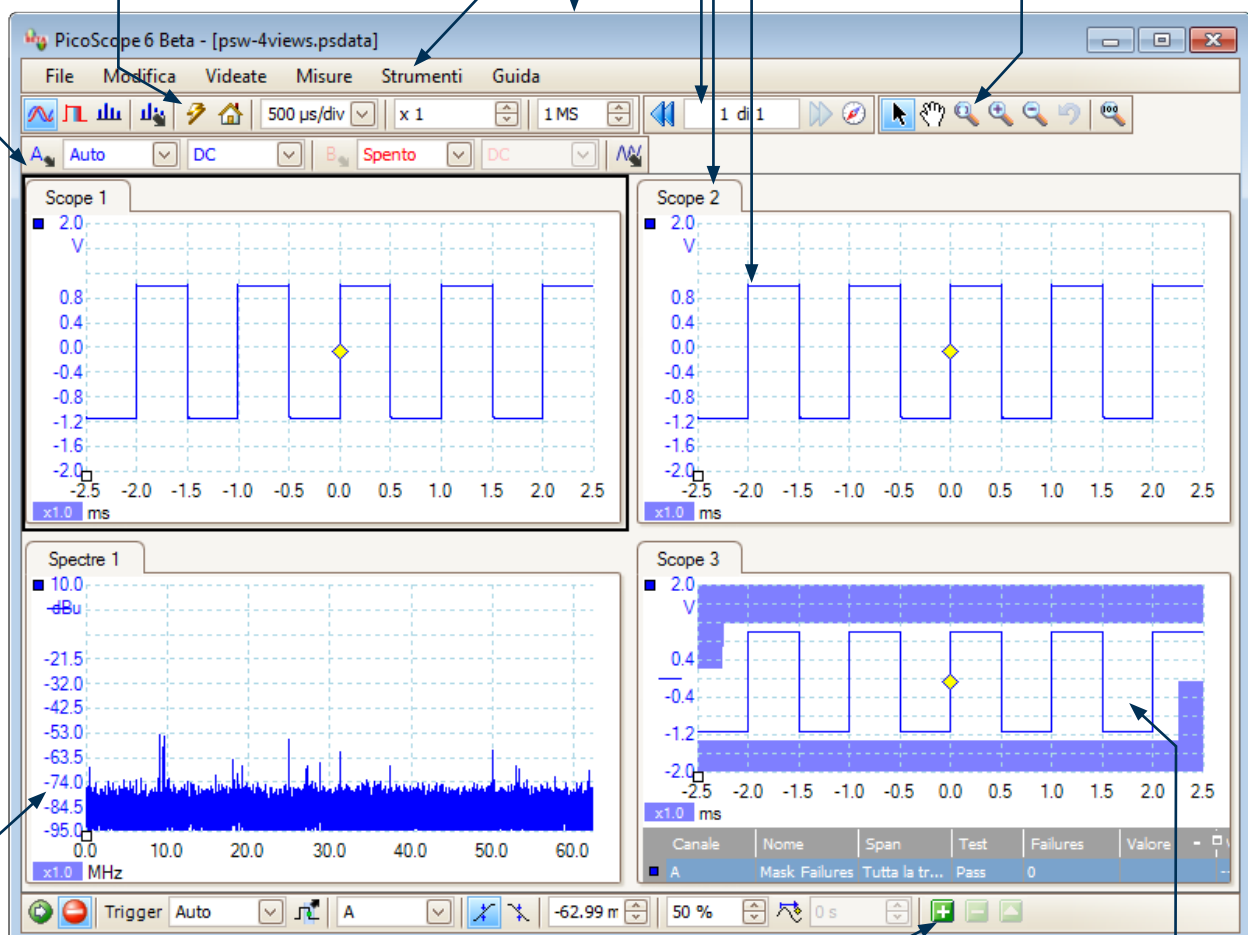 PicoScope 6 Beta - [psw-4views.psdata]
File Modifica Videate Misure Strumenti Guida
500 µs/div x 1 1 MS 1 di 1 100
A Auto DC B Spento DC
Scope 1
2.0
V
0.8
0.4
0.0
-0.4
-0.8
-1.2
-1.6
-2.0
-2.5 -2.0 -1.5 -1.0 -0.5 0.0 0.5 1.0 1.5 2.0 2.5
x1.0 ms
Scope 2
2.0
V
0.8
0.4
0.0
-0.4
-0.8
-1.2
-1.6
-2.0
-2.5 -2.0 -1.5 -1.0 -0.5 0.0 0.5 1.0 1.5 2.0 2.5
x1.0 ms
Spectre 1
10.0
dBu
-21.5
-32.0
-42.5
-53.0
-63.5
-74.0
-84.5
-95.0
0.0 10.0 20.0 30.0 40.0 50.0 60.0
x1.0 MHz
Scope 3
2.0
V
0.4
-0.4
-1.2
-2.0
-2.5 -2.0 -1.5 -1.0 -0.5 0.0 0.5 1.0 1.5 2.0 2.5
x1.0 ms
Canale Nome Span Test Failures Valore
A Mask Failures Tutta la tr... Pass 0
Trigger Auto A -62.99 m 50 % 0 s